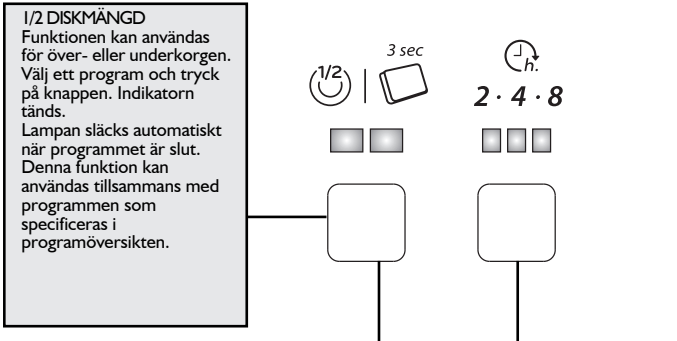 1/2 DISKMÄNGD
Funktionen kan användas
för över- eller underkorgen.
Välj ett program och tryck
på knappen. Indikatorn
tänds.
Lampan släcks automatiskt
när programmet är slut.
Denna funktion kan
användas tillsammans med
programmen som
specificeras i
programöversikten.
3 sec
1/2
h.
2 · 4 · 8